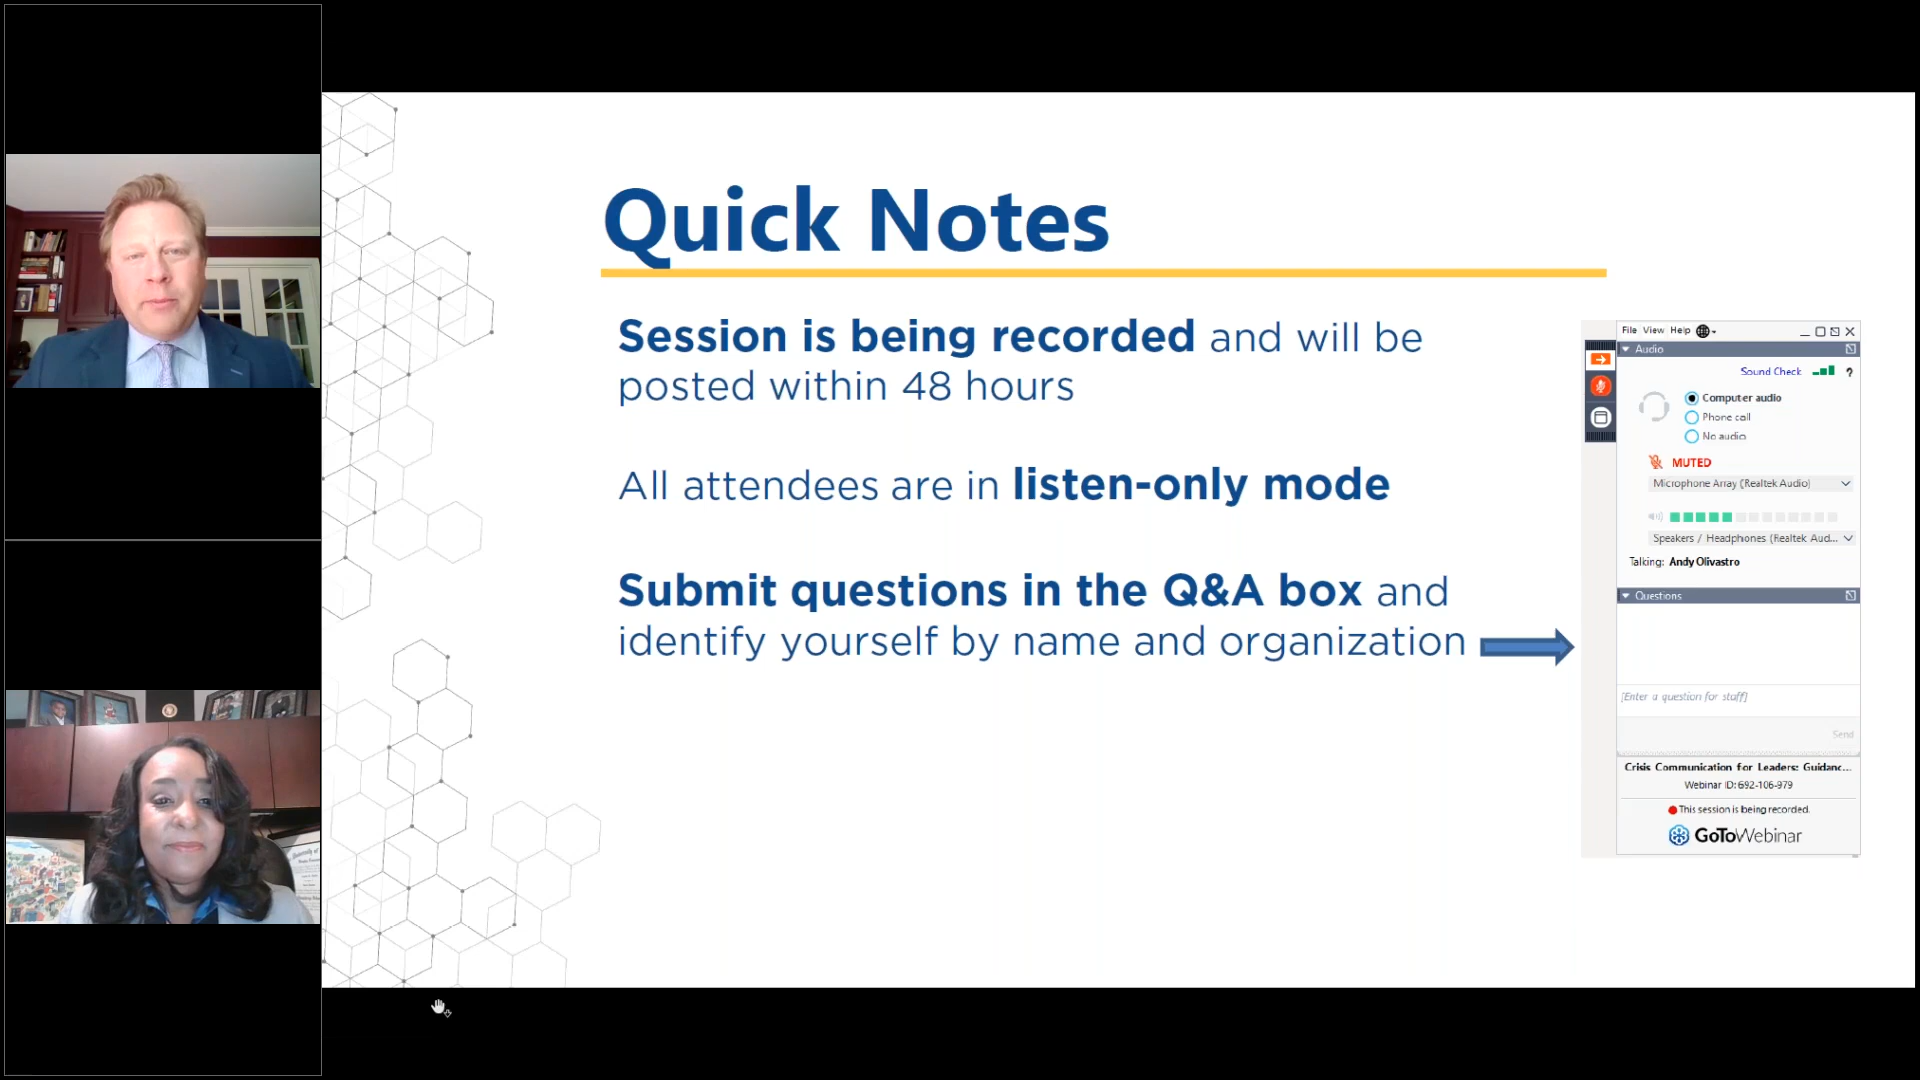 Quick Notes
Session is being recorded and will be
posted within 48 hours
All attendees are in listen-only mode
Submit questions in the Q&A box and
identify yourself by name and organization
File View Help
Audio
Sound Check ?
Computer audio
Phone call
No audio
MUTED
Microphone Array (Realtek Audio)
Speakers / Headphones (Realtek Aud...
Talking: Andy Olivastro
Questions
[Enter a question for staff]
Send
Crisis Communication for Leaders: Guidanc...
Webinar ID: 692-106-979
This session is being recorded.
GoToWebinar